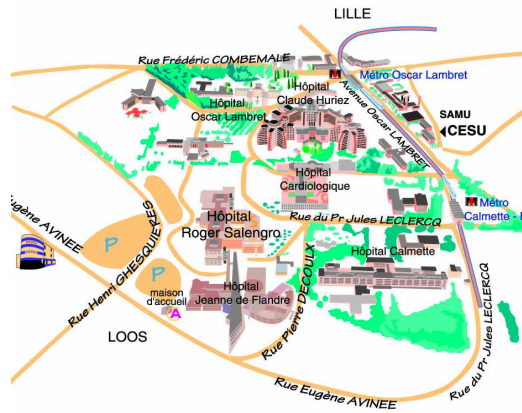 LILLE
Rue Frédéric COMBEMALE
Métro Oscar Lambret
Hôpital
Claude Huriez
Avenue Oscar LAMBRET
Hôpital
Oscar Lambret
SAMU
CESU
Hôpital
Cardiologique
Métro
Calmette -
Eugène AVINEE
Rue Henri GHESQUIERES
Hôpital
Roger Salengro
Rue du Pr Jules LECLERCQ
Hôpital Calmette
P
P
maison
d'accueil
A
Hôpital
Jeanne de Flandre
Rue Pierre DECOULX
Rue du Pr Jules LECLERCQ
LOOS
Rue Eugène AVINEE
M
M